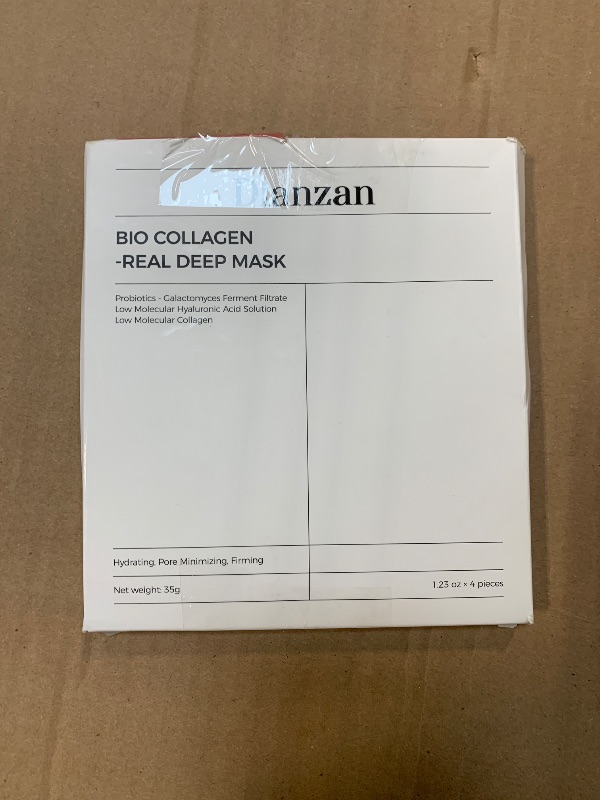 Dianzan
BIO COLLAGEN
-REAL DEEP MASK
Probiotics - Galactomyces Ferment Filtrate
Low Molecular Hyaluronic Acid Solution
Low Molecular Collagen
Hydrating, Pore Minimizing, Firming
Net weight: 35g
1.23 oz × 4 pieces